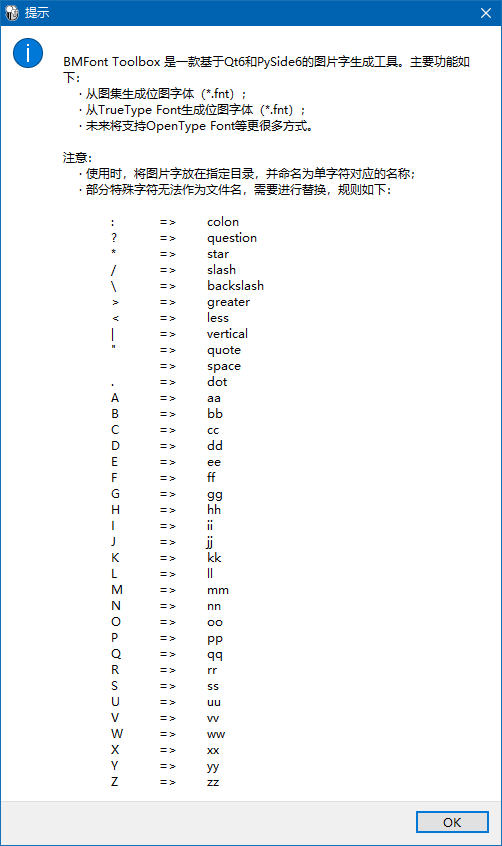 提示
BMFont Toolbox 是一款基于Qt6和PySide6的图片字生成工具。主要功能如
下：
· 从图集生成位图字体（*.fnt）；
· 从TrueType Font生成位图字体（*.fnt）；
· 未来将支持OpenType Font等更很多方式。
注意：
· 使用时，将图片字放在指定目录，并命名为单字符对应的名称；
· 部分特殊字符无法作为文件名，需要进行替换，规则如下：
: => colon
? => question
* => star
/ => slash
\ => backslash
> => greater
< => less
| => vertical
" => quote
=> space
. => dot
A => aa
B => bb
C => cc
D => dd
E => ee
F => ff
G => gg
H => hh
I => ii
J => jj
K => kk
L => ll
M => mm
N => nn
O => oo
P => pp
Q => qq
R => rr
S => ss
U => uu
V => vv
W => ww
X => xx
Y => yy
Z => zz
OK